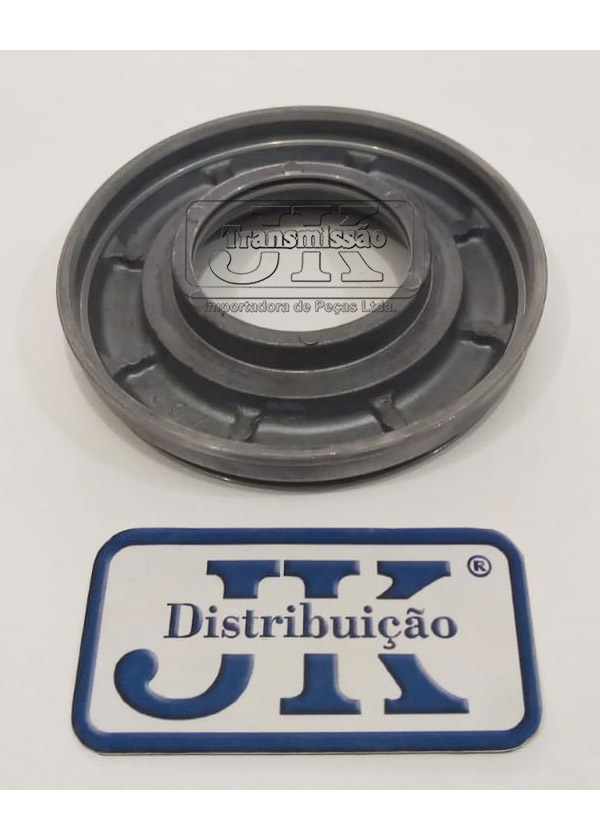 JK
Transmissão
Importadora de Peças Ltda.
JK®
Distribuição